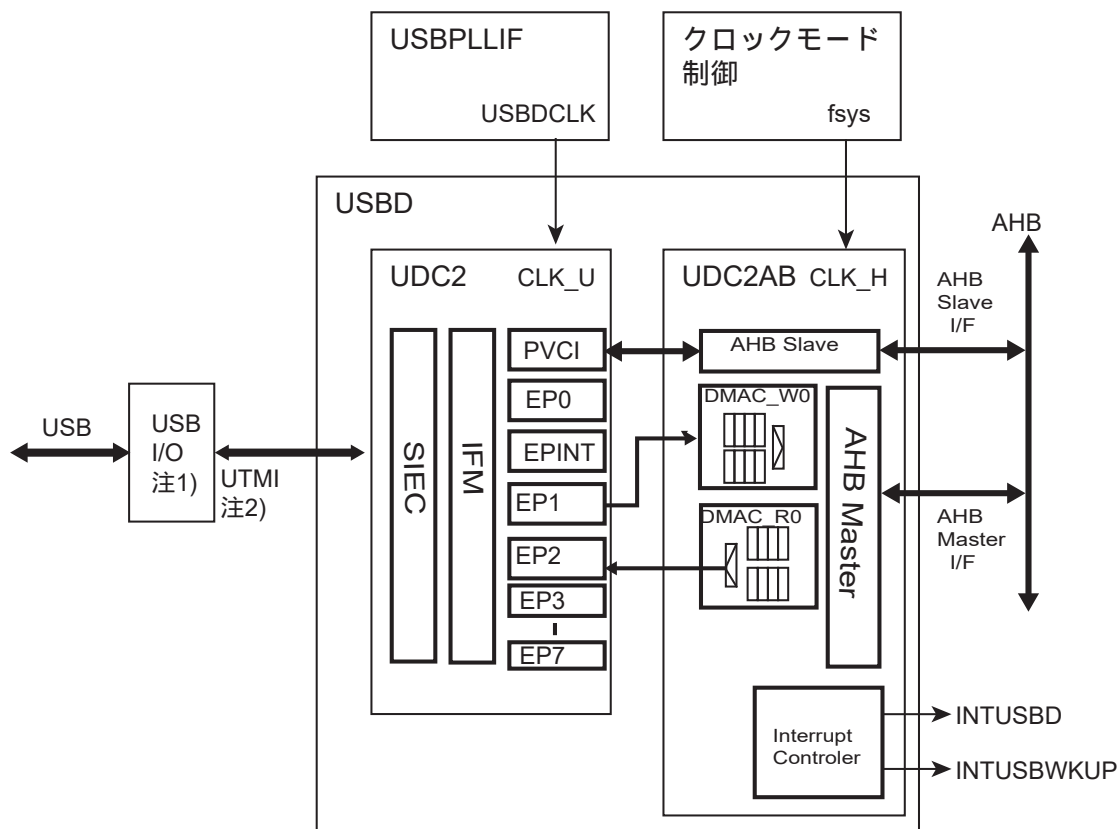 USBPLLIF
USBDCLK
クロックモード
制御
fsys
USBD
UDC2
CLK_U
SIEC
IFM
PVCI
EP0
EPINT
EP1
EP2
EP3
EP7
UDC2AB
CLK_H
AHB Slave
DMAC_W0
DMAC_R0
AHB Master
Interrupt
Controler
AHB
AHB
Slave
I/F
AHB
Master
I/F
USB
USB
I/O
注1)
UTMI
注2)
INTUSBD
INTUSBWKUP